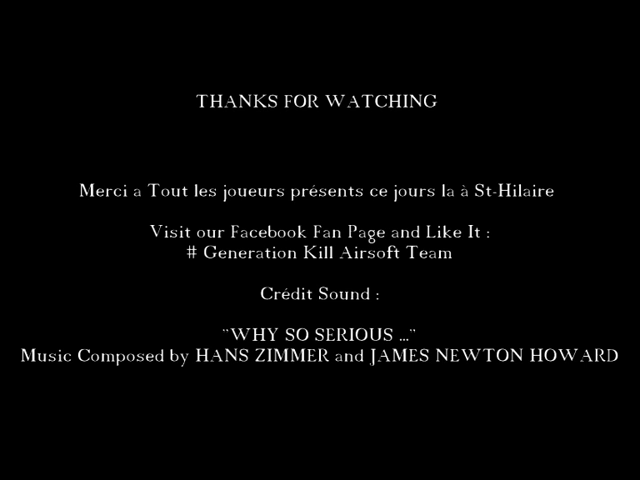 THANKS FOR WATCHING
Merci a Tout les joueurs présents ce jours la à St-Hilaire
Visit our Facebook Fan Page and Like It :
# Generation Kill Airsoft Team
Crédit Sound :
"WHY SO SERIOUS ..."
Music Composed by HANS ZIMMER and JAMES NEWTON HOWARD